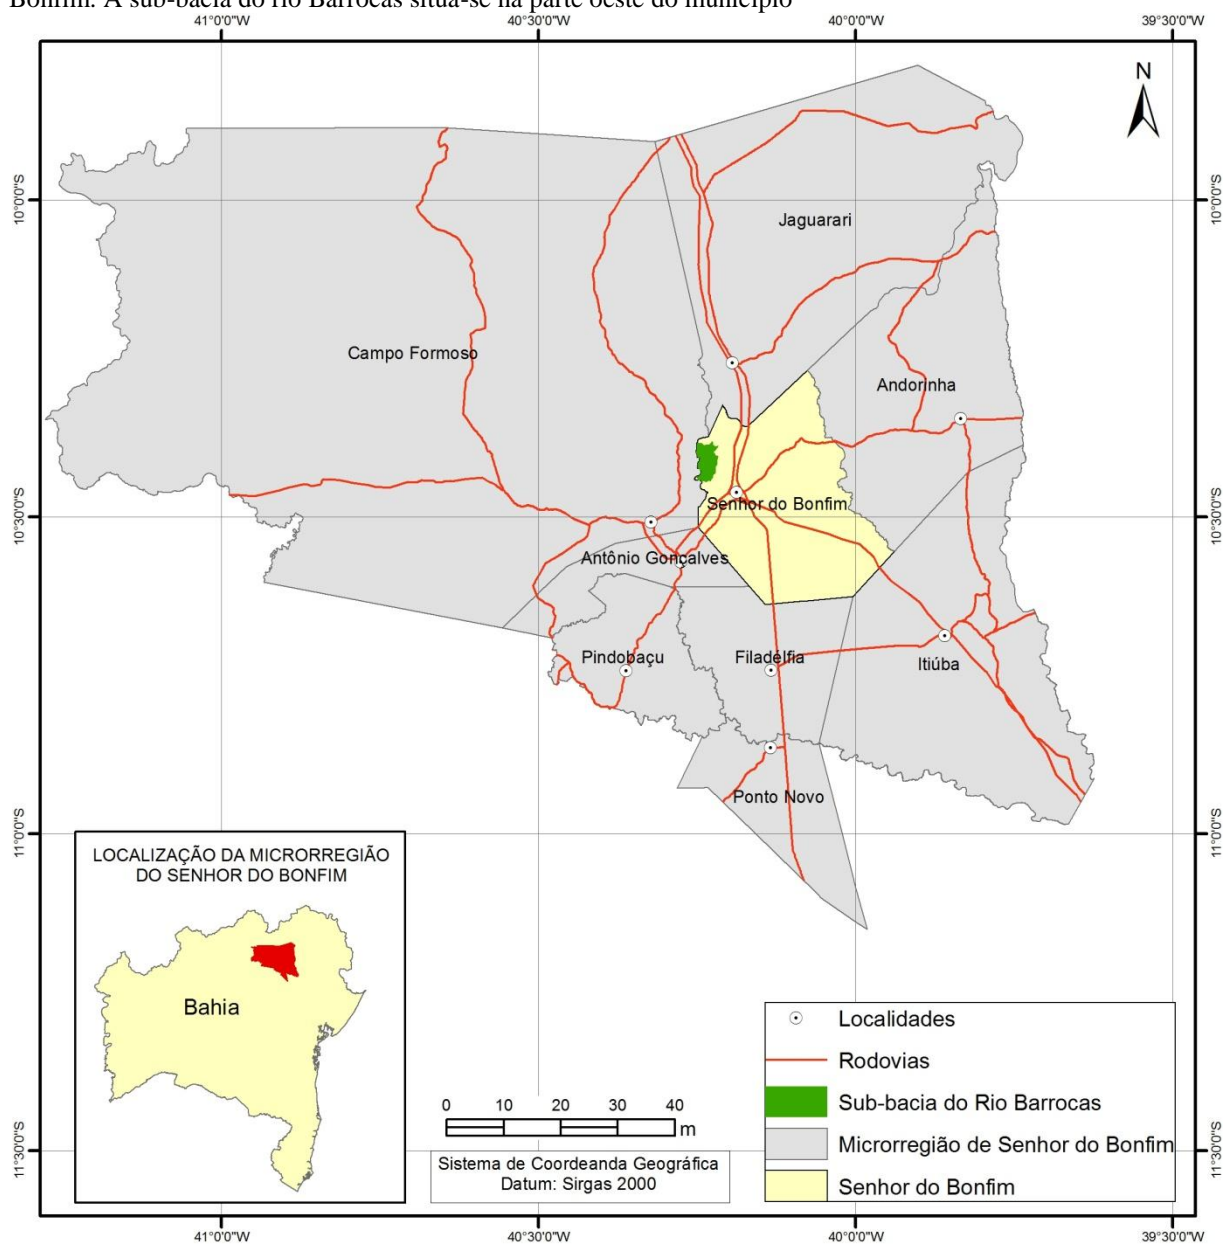 Bonfim. A sub-bacia do rio Barrocas situa-se na parte oeste do município
41°0'0"W 40°30'0"W 40°0'0"W 39°30'0"W
N
10°0'0"S 10°0'0"S
Jaguarari
Campo Formoso
Andorinha
Senhor do Bonfim
10°30'0"S 10°30'0"S
Antônio Gonçalves
Pindobaçu
Filadélfia
Itiúba
Ponto Novo
11°0'0"S 11°0'0"S
LOCALIZAÇÃO DA MICRORREGIÃO
DO SENHOR DO BONFIM
Bahia
Localidades
Rodovias
Sub-bacia do Rio Barrocas
Microrregião de Senhor do Bonfim
Senhor do Bonfim
0 10 20 30 40
m
Sistema de Coordeanda Geográfica
Datum: Sirgas 2000
11°30'0"S 11°30'0"S
41°0'0"W 40°30'0"W 40°0'0"W 39°30'0"W